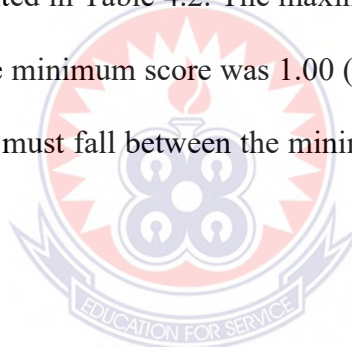 ted in Table 4.2. The maxim
e minimum score was 1.00 (
must fall between the minin
EDUCATION FOR SERVICE